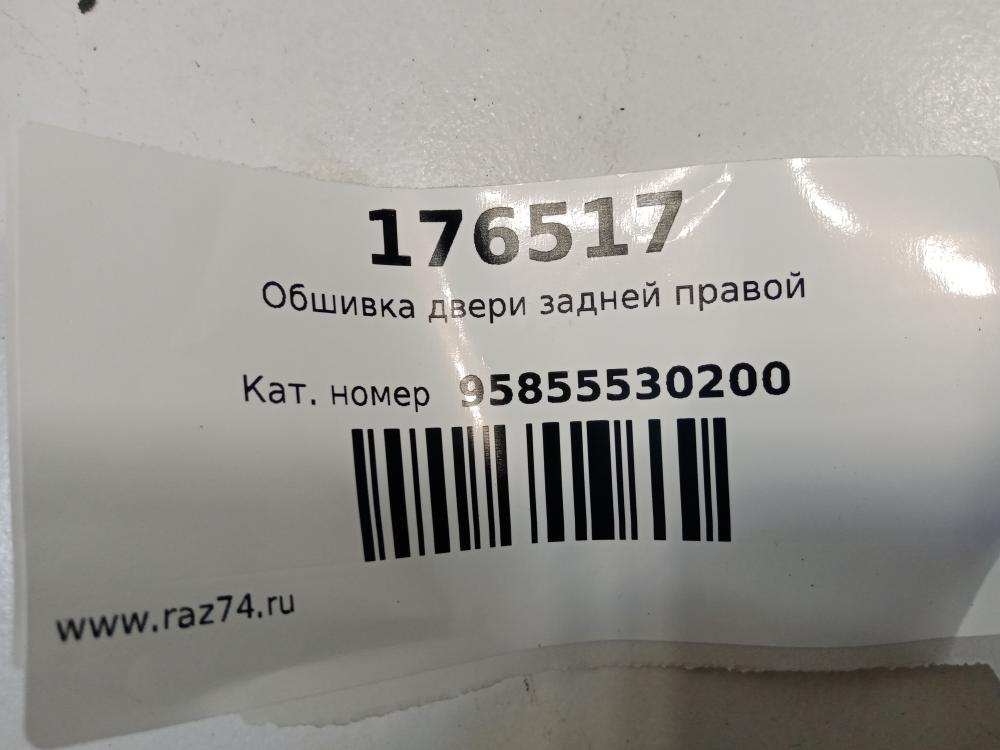 176517
Обшивка двери задней правой
Кат. номер 95855530200
www.raz74.ru